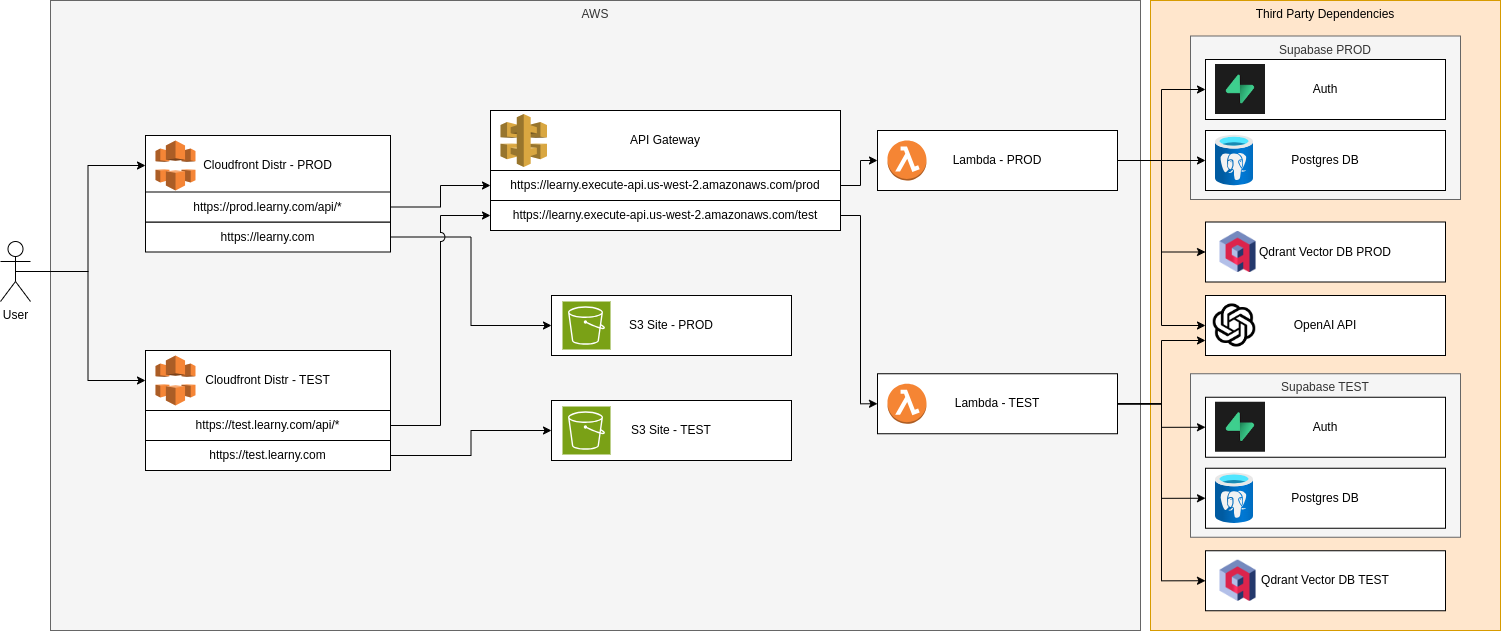 AWS
Third Party Dependencies
Supabase PROD
Auth
Postgres DB
Cloudfront Distr - PROD
https://prod.learny.com/api/*
https://learny.com
API Gateway
https://learny.execute-api.us-west-2.amazonaws.com/prod
https://learny.execute-api.us-west-2.amazonaws.com/test
Lambda - PROD
Qdrant Vector DB PROD
User
S3 Site - PROD
OpenAI API
Cloudfront Distr - TEST
https://test.learny.com/api/*
https://test.learny.com
S3 Site - TEST
Lambda - TEST
Supabase TEST
Auth
Postgres DB
Qdrant Vector DB TEST